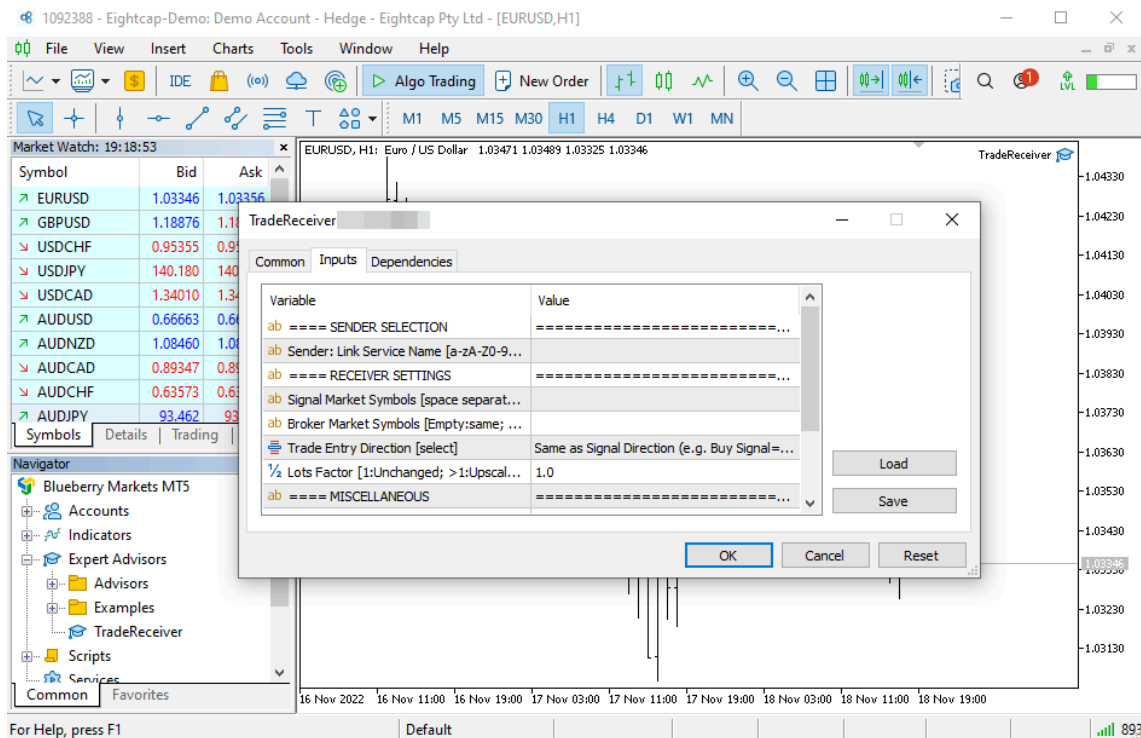 1092388 - Eightcap-Demo: Demo Account - Hedge - Eightcap Pty Ltd - [EURUSD,H1]
File View Insert Charts Tools Window Help
$ IDE Algo Trading New Order 1 LVL
T M1 M5 M15 M30 H1 H4 D1 W1 MN
Market Watch: 19:18:53
Symbol Bid Ask
EURUSD 1.03346 1.03356
GBPUSD 1.18876
USDCHF 0.95355
USDJPY 140.180
USDCAD 1.34010
AUDUSD 0.66663
AUDNZD 1.08460
AUDCAD 0.89347
AUDCHF 0.63573
AUDJPY 93.462
Symbols Details Trading
Navigator
Blueberry Markets MT5
Accounts
Indicators
Expert Advisors
Advisors
Examples
TradeReceiver
Scripts
Services
Common Favorites
EURUSD, H1: Euro / US Dollar 1.03471 1.03489 1.03325 1.03346
TradeReceiver
1.04330
1.04230
1.04130
1.04030
1.03930
1.03830
1.03730
1.03630
1.03530
1.03430
1.03346
1.03230
1.03130
16 Nov 2022 16 Nov 11:00 16 Nov 19:00 17 Nov 03:00 17 Nov 11:00 17 Nov 19:00 18 Nov 03:00 18 Nov 11:00 18 Nov 19:00
TradeReceiver
Common Inputs Dependencies
Variable Value
ab ==== SENDER SELECTION ==========================...
ab Sender: Link Service Name [a-zA-Z0-9...
ab ==== RECEIVER SETTINGS ==========================...
ab Signal Market Symbols [space separat...
ab Broker Market Symbols [Empty:same; ...
Trade Entry Direction [select] Same as Signal Direction (e.g. Buy Signal=...
½ Lots Factor [1:Unchanged; >1:Upscal... 1.0
ab ==== MISCELLANEOUS ==========================...
Load
Save
OK Cancel Reset
For Help, press F1 Default